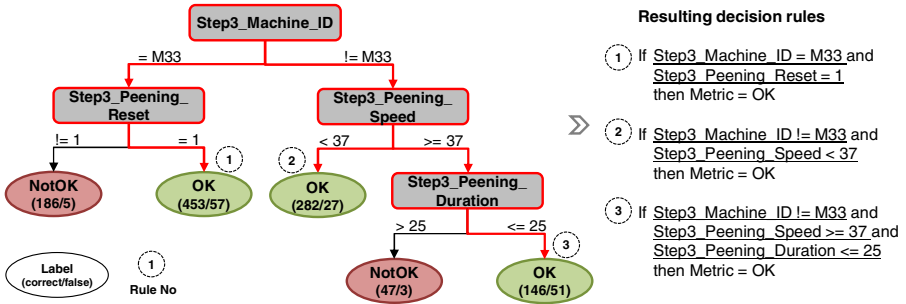 Step3_Machine_ID
= M33
!= M33
Step3_Peening_
Reset
Step3_Peening_
Speed
!= 1
= 1
1
2
< 37
>= 37
NotOK
(186/5)
OK
(453/57)
OK
(282/27)
Step3_Peening_
Duration
> 25
<= 25
3
NotOK
(47/3)
OK
(146/51)
Label
(correct/false)
1
Rule No
Resulting decision rules
1 If Step3_Machine_ID = M33 and
Step3_Peening_Reset = 1
then Metric = OK
2 If Step3_Machine_ID != M33 and
Step3_Peening_Speed < 37
then Metric = OK
3 If Step3_Machine_ID != M33 and
Step3_Peening_Speed >= 37 and
Step3_Peening_Duration <= 25
then Metric = OK